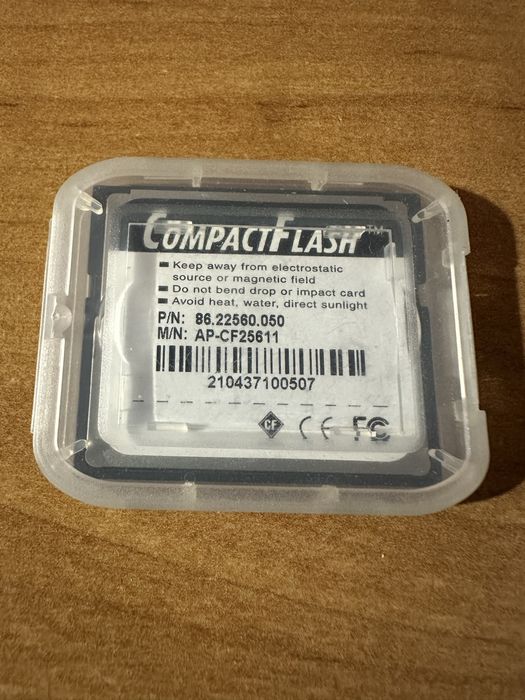 COMPACTFLASH™
Keep away from electrostatic
source or magnetic field
Do not bend drop or impact card
Avoid heat, water, direct sunlight
P/N: 86.22560.050
M/N: AP-CF25611
210437100507
CF CE FC